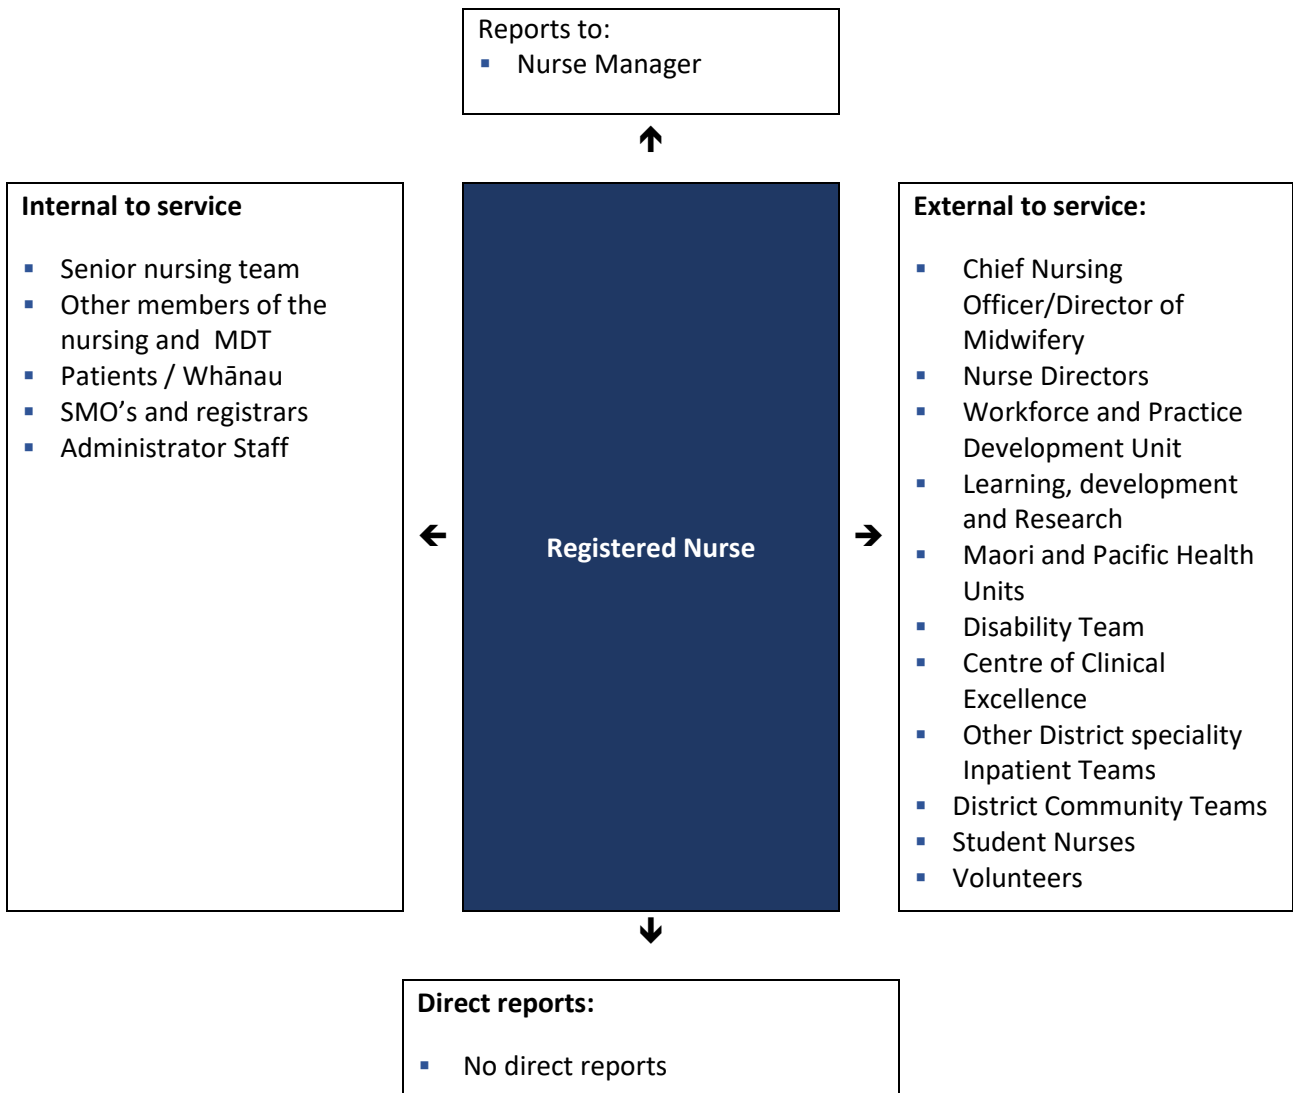 Reports to:
▪ Nurse Manager
↑
Internal to service
▪ Senior nursing team
▪ Other members of the
nursing and  MDT
▪ Patients / Whānau
▪ SMO's and registrars
▪ Administrator Staff
←
Registered Nurse
→
External to service:
▪ Chief Nursing
Officer/Director of
Midwifery
▪ Nurse Directors
▪ Workforce and Practice
Development Unit
▪ Learning, development
and Research
▪ Maori and Pacific Health
Units
▪ Disability Team
▪ Centre of Clinical
Excellence
▪ Other District speciality
Inpatient Teams
▪ District Community Teams
▪ Student Nurses
▪ Volunteers
↓
Direct reports:
▪ No direct reports